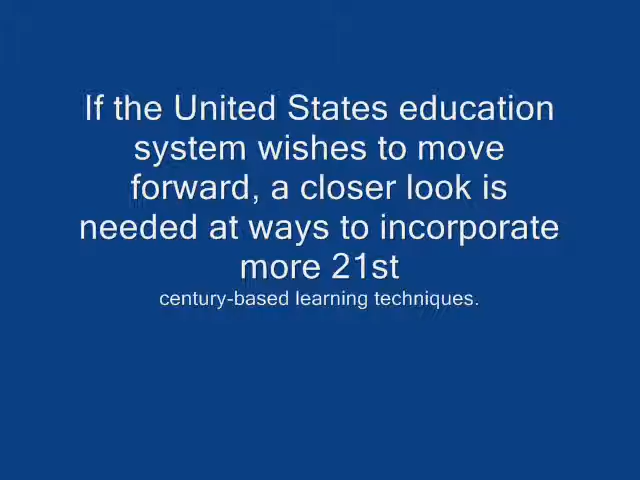 If the United States education
system wishes to move
forward, a closer look is
needed at ways to incorporate
more 21st
century-based learning techniques.